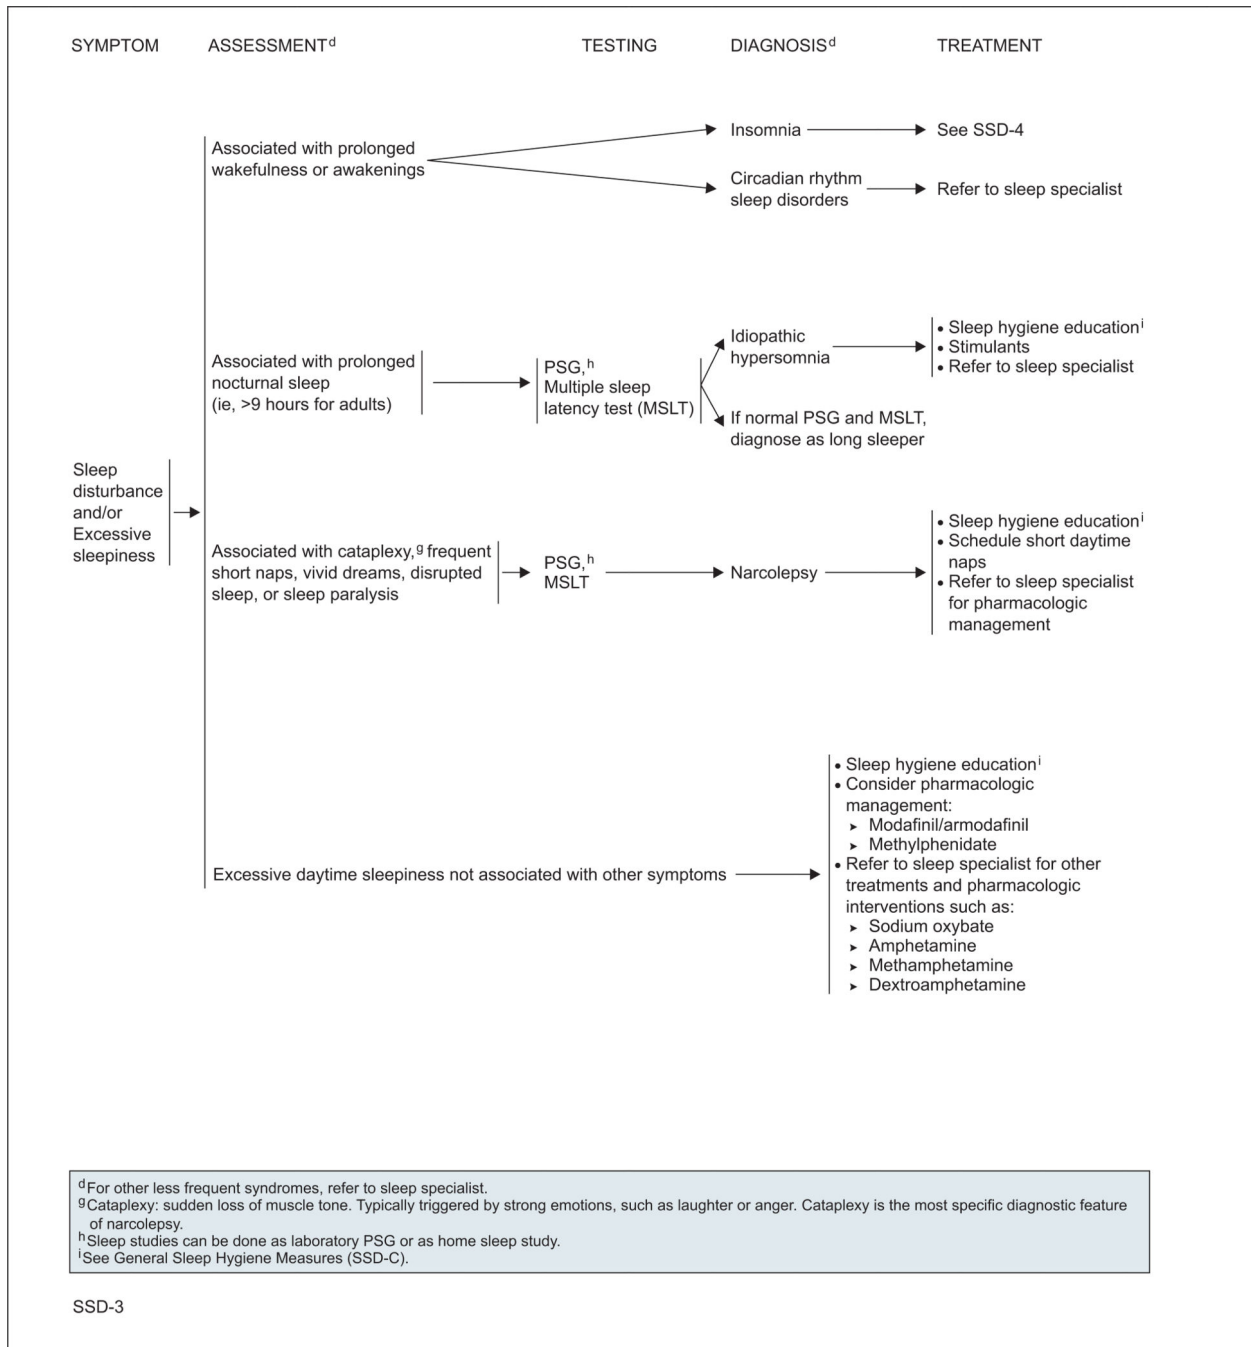 SYMPTOM ASSESSMENTd TESTING DIAGNOSISd TREATMENT
Associated with prolonged
wakefulness or awakenings
Insomnia
See SSD-4
Circadian rhythm
sleep disorders
Refer to sleep specialist
Associated with prolonged
nocturnal sleep
(ie, >9 hours for adults)
PSG,h
Multiple sleep
latency test (MSLT)
Idiopathic
hypersomnia
• Sleep hygiene educationi
• Stimulants
• Refer to sleep specialist
If normal PSG and MSLT,
diagnose as long sleeper
Sleep
disturbance
and/or
Excessive
sleepiness
Associated with cataplexy,g frequent
short naps, vivid dreams, disrupted
sleep, or sleep paralysis
PSG,h
MSLT
Narcolepsy
• Sleep hygiene educationi
• Schedule short daytime
naps
• Refer to sleep specialist
for pharmacologic
management
Excessive daytime sleepiness not associated with other symptoms
• Sleep hygiene educationi
• Consider pharmacologic
management:
➤ Modafinil/armodafinil
➤ Methylphenidate
• Refer to sleep specialist for other
treatments and pharmacologic
interventions such as:
➤ Sodium oxybate
➤ Amphetamine
➤ Methamphetamine
➤ Dextroamphetamine
dFor other less frequent syndromes, refer to sleep specialist.
gCataplexy: sudden loss of muscle tone. Typically triggered by strong emotions, such as laughter or anger. Cataplexy is the most specific diagnostic feature
of narcolepsy.
hSleep studies can be done as laboratory PSG or as home sleep study.
iSee General Sleep Hygiene Measures (SSD-C).
SSD-3